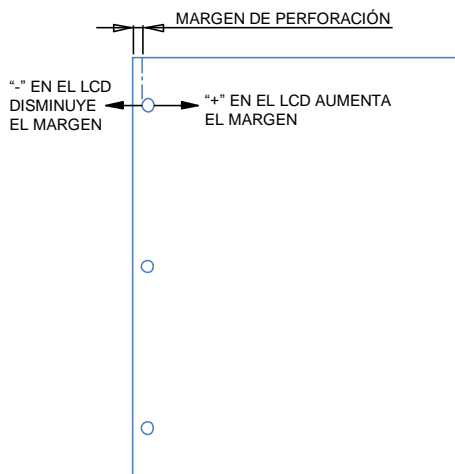 MARGEN DE PERFORACIÓN
“-” EN EL LCD
DISMINUYE
EL MARGEN
“+” EN EL LCD AUMENTA
EL MARGEN